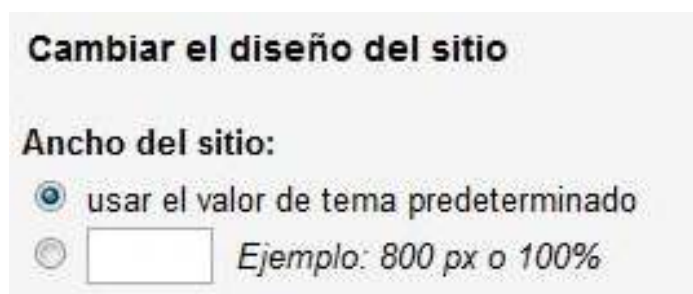 Cambiar el diseño del sitio
Ancho del sitio:
usar el valor de tema predeterminado
Ejemplo: 800 px o 100%